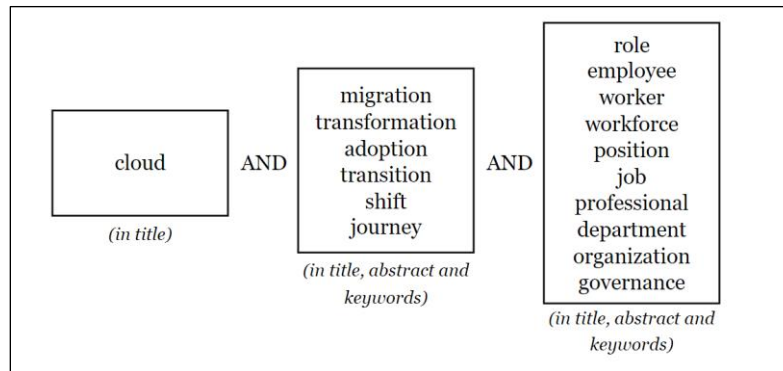 cloud
(in title)
AND
migration
transformation
adoption
transition
shift
journey
(in title, abstract and
keywords)
AND
role
employee
worker
workforce
position
job
professional
department
organization
governance
(in title, abstract and
keywords)